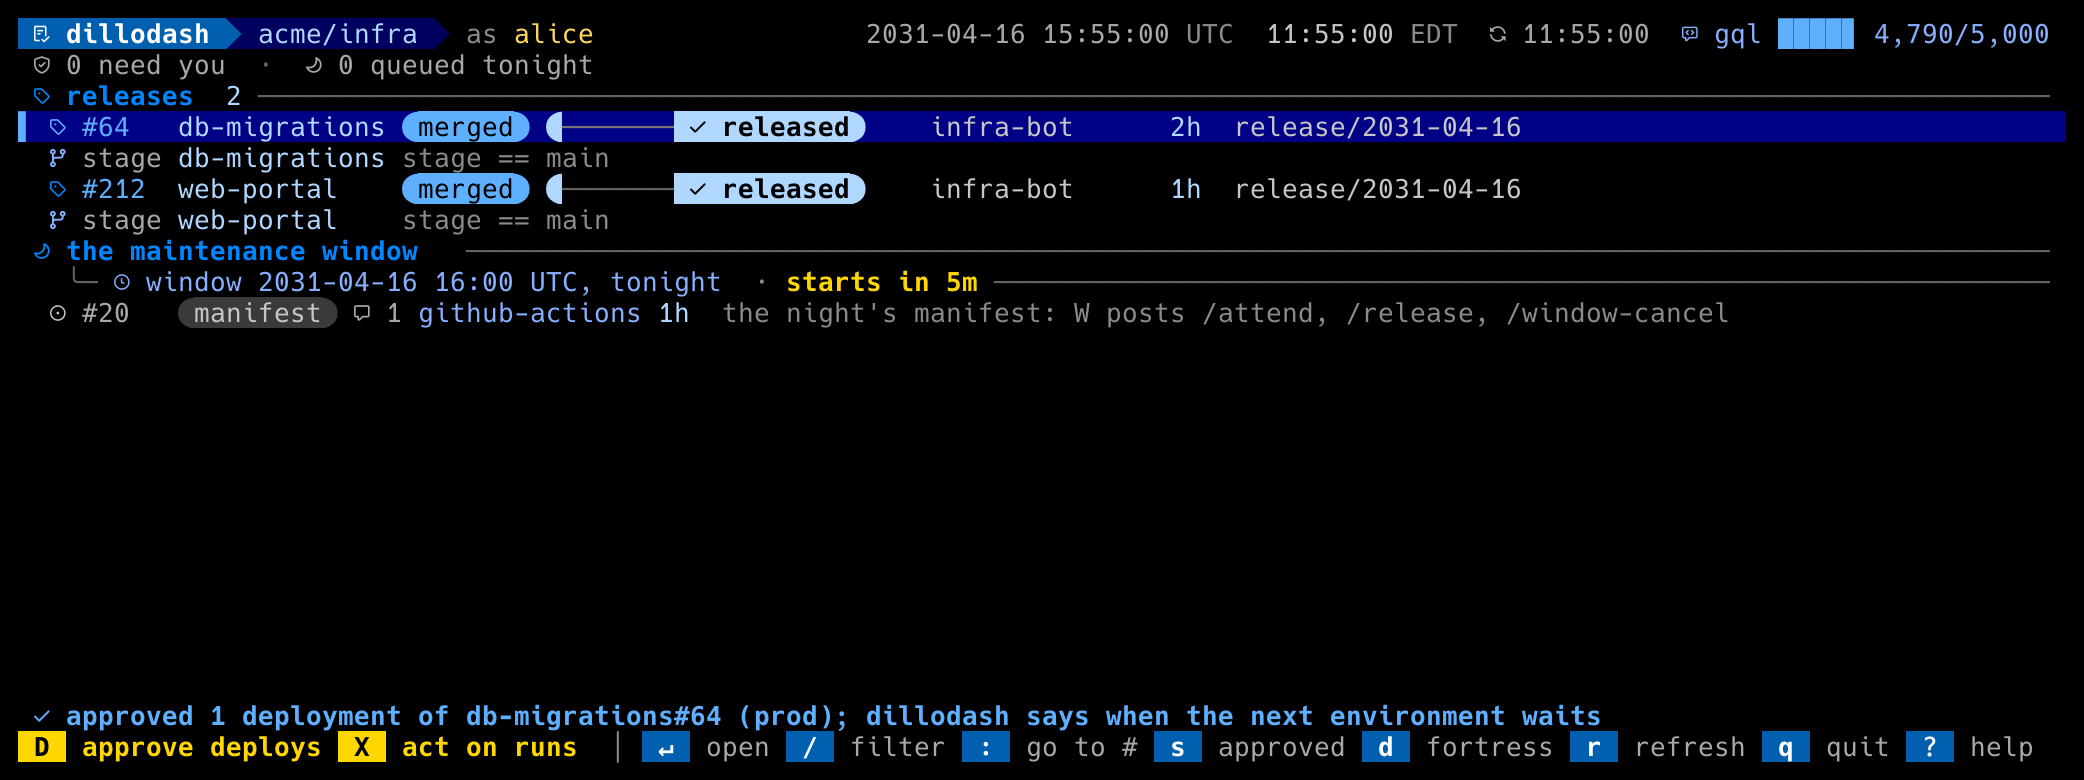 dillodash acme/infra as alice 2031-04-16 15:55:00 UTC 11:55:00 EDT 11:55:00 gql 4,790/5,000
0 need you · 0 queued tonight
releases 2
#64 db-migrations merged ✓ released infra-bot 2h release/2031-04-16
stage db-migrations stage == main
#212 web-portal merged ✓ released infra-bot 1h release/2031-04-16
stage web-portal stage == main
the maintenance window
window 2031-04-16 16:00 UTC, tonight · starts in 5m
#20 manifest 1 github-actions 1h the night's manifest: W posts /attend, /release, /window-cancel
✓ approved 1 deployment of db-migrations#64 (prod); dillodash says when the next environment waits
D approve deploys X act on runs │ ↵ open / filter : go to # s approved d fortress r refresh q quit ? help